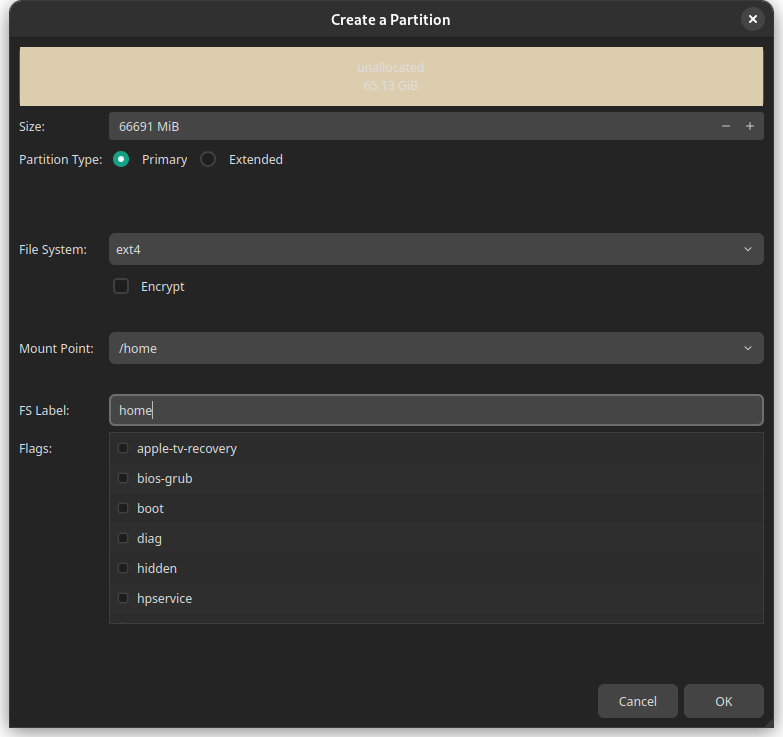 Create a Partition
unallocated
65.13 GiB
Size: 66691 MiB
Partition Type: Primary Extended
File System: ext4
Encrypt
Mount Point: /home
FS Label: home
Flags: apple-tv-recovery
bios-grub
boot
diag
hidden
hpservice
Cancel OK